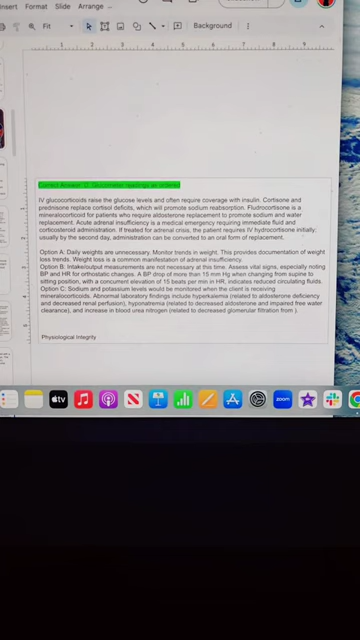 Insert Format Slide Arrange
Fit
Background
1 2 3 4 5 6 7 8 9
Correct Answer: D. Glucometer readings as ordered
IV glucocorticoids raise the glucose levels and often require coverage with insulin. Cortisone and
prednisone replace cortisol deficits, which will promote sodium reabsorption. Fludrocortisone is a
mineralocorticoid for patients who require aldosterone replacement to promote sodium and water
replacement. Acute adrenal insufficiency is a medical emergency requiring immediate fluid and
corticosteroid administration. If treated for adrenal crisis, the patient requires IV hydrocortisone initially;
usually by the second day, administration can be converted to an oral form of replacement.
Option A: Daily weights are unnecessary. Monitor trends in weight. This provides documentation of weight
loss trends. Weight loss is a common manifestation of adrenal insufficiency.
Option B: Intake/output measurements are not necessary at this time. Assess vital signs, especially noting
BP and HR for orthostatic changes. A BP drop of more than 15 mm Hg when changing from supine to
sitting position, with a concurrent elevation of 15 beats per min in HR, indicates reduced circulating fluids.
Option C: Sodium and potassium levels would be monitored when the client is receiving
mineralocorticoids. Abnormal laboratory findings include hyperkalemia (related to aldosterone deficiency
and decreased renal perfusion), hyponatremia (related to decreased aldosterone and impaired free water
clearance), and increase in blood urea nitrogen (related to decreased glomerular filtration from ).
Physiological Integrity
tv
zoom